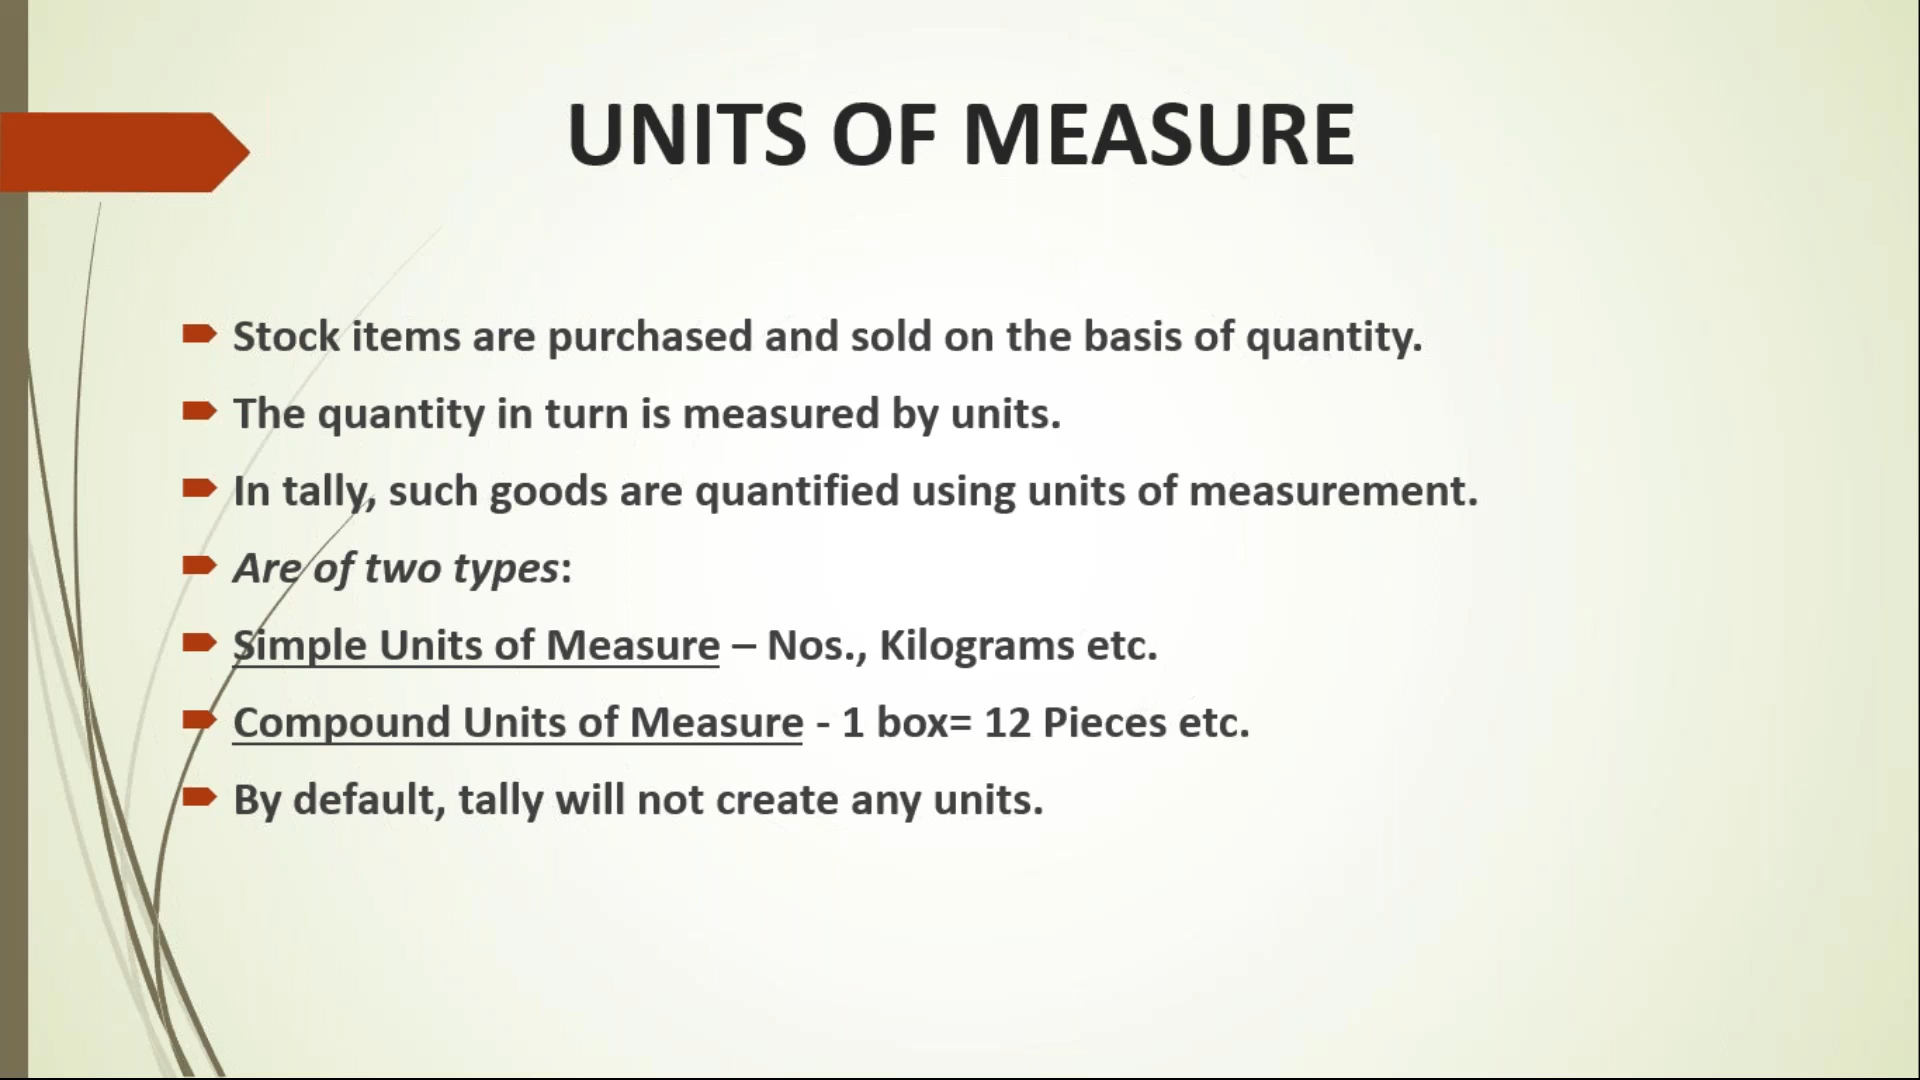 UNITS OF MEASURE
Stock items are purchased and sold on the basis of quantity.
The quantity in turn is measured by units.
In tally, such goods are quantified using units of measurement.
Are of two types:
Simple Units of Measure – Nos., Kilograms etc.
Compound Units of Measure - 1 box= 12 Pieces etc.
By default, tally will not create any units.